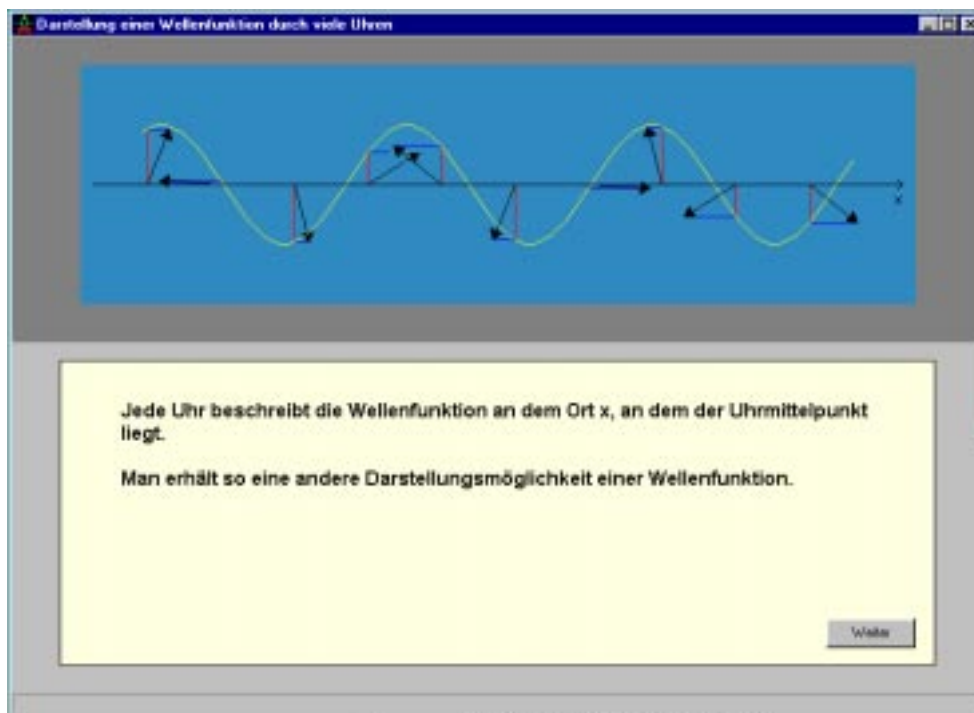 Darstellung einer Wellenfunktion durch viele Uhren
x
Jede Uhr beschreibt die Wellenfunktion an dem Ort x, an dem der Uhrmittelpunkt
liegt.
Man erhält so eine andere Darstellungsmöglichkeit einer Wellenfunktion.
Weiter